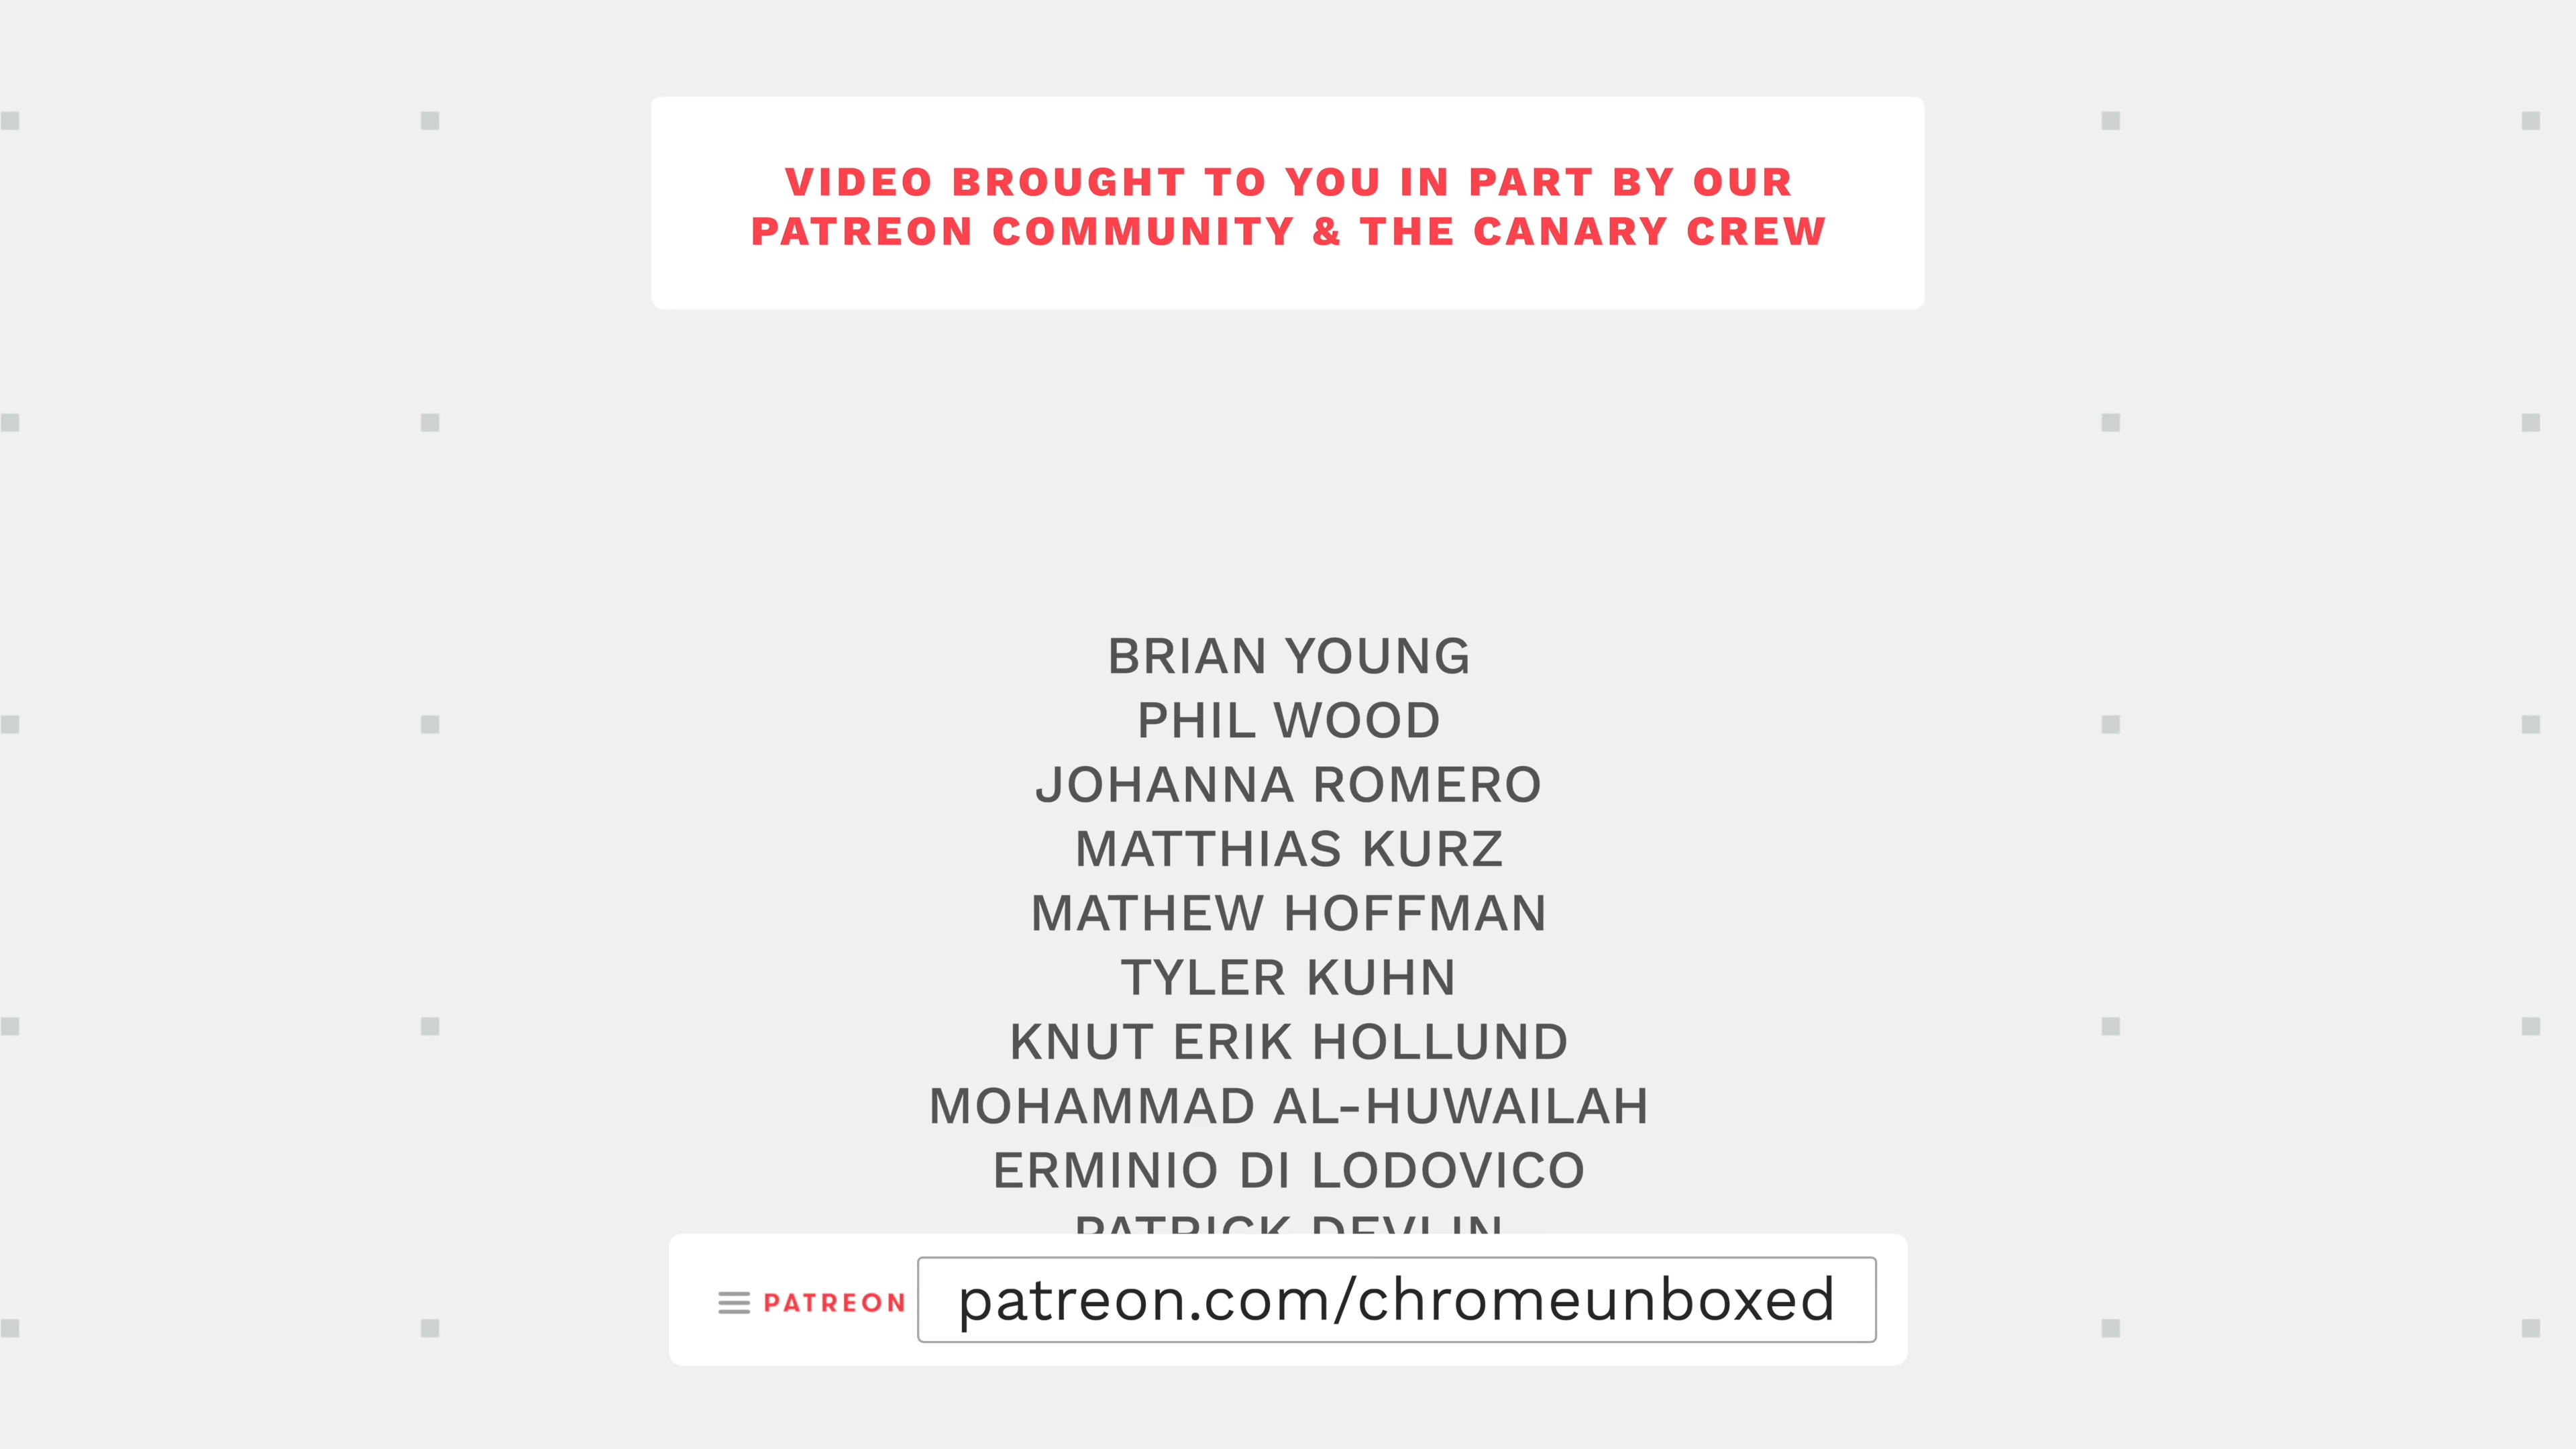 VIDEO BROUGHT TO YOU IN PART BY OUR
PATREON COMMUNITY & THE CANARY CREW
BRIAN YOUNG
PHIL WOOD
JOHANNA ROMERO
MATTHIAS KURZ
MATHEW HOFFMAN
TYLER KUHN
KNUT ERIK HOLLUND
MOHAMMAD AL-HUWAILAH
ERMINIO DI LODOVICO
PATRICK DEVLIN
PATREON patreon.com/chromeunboxed